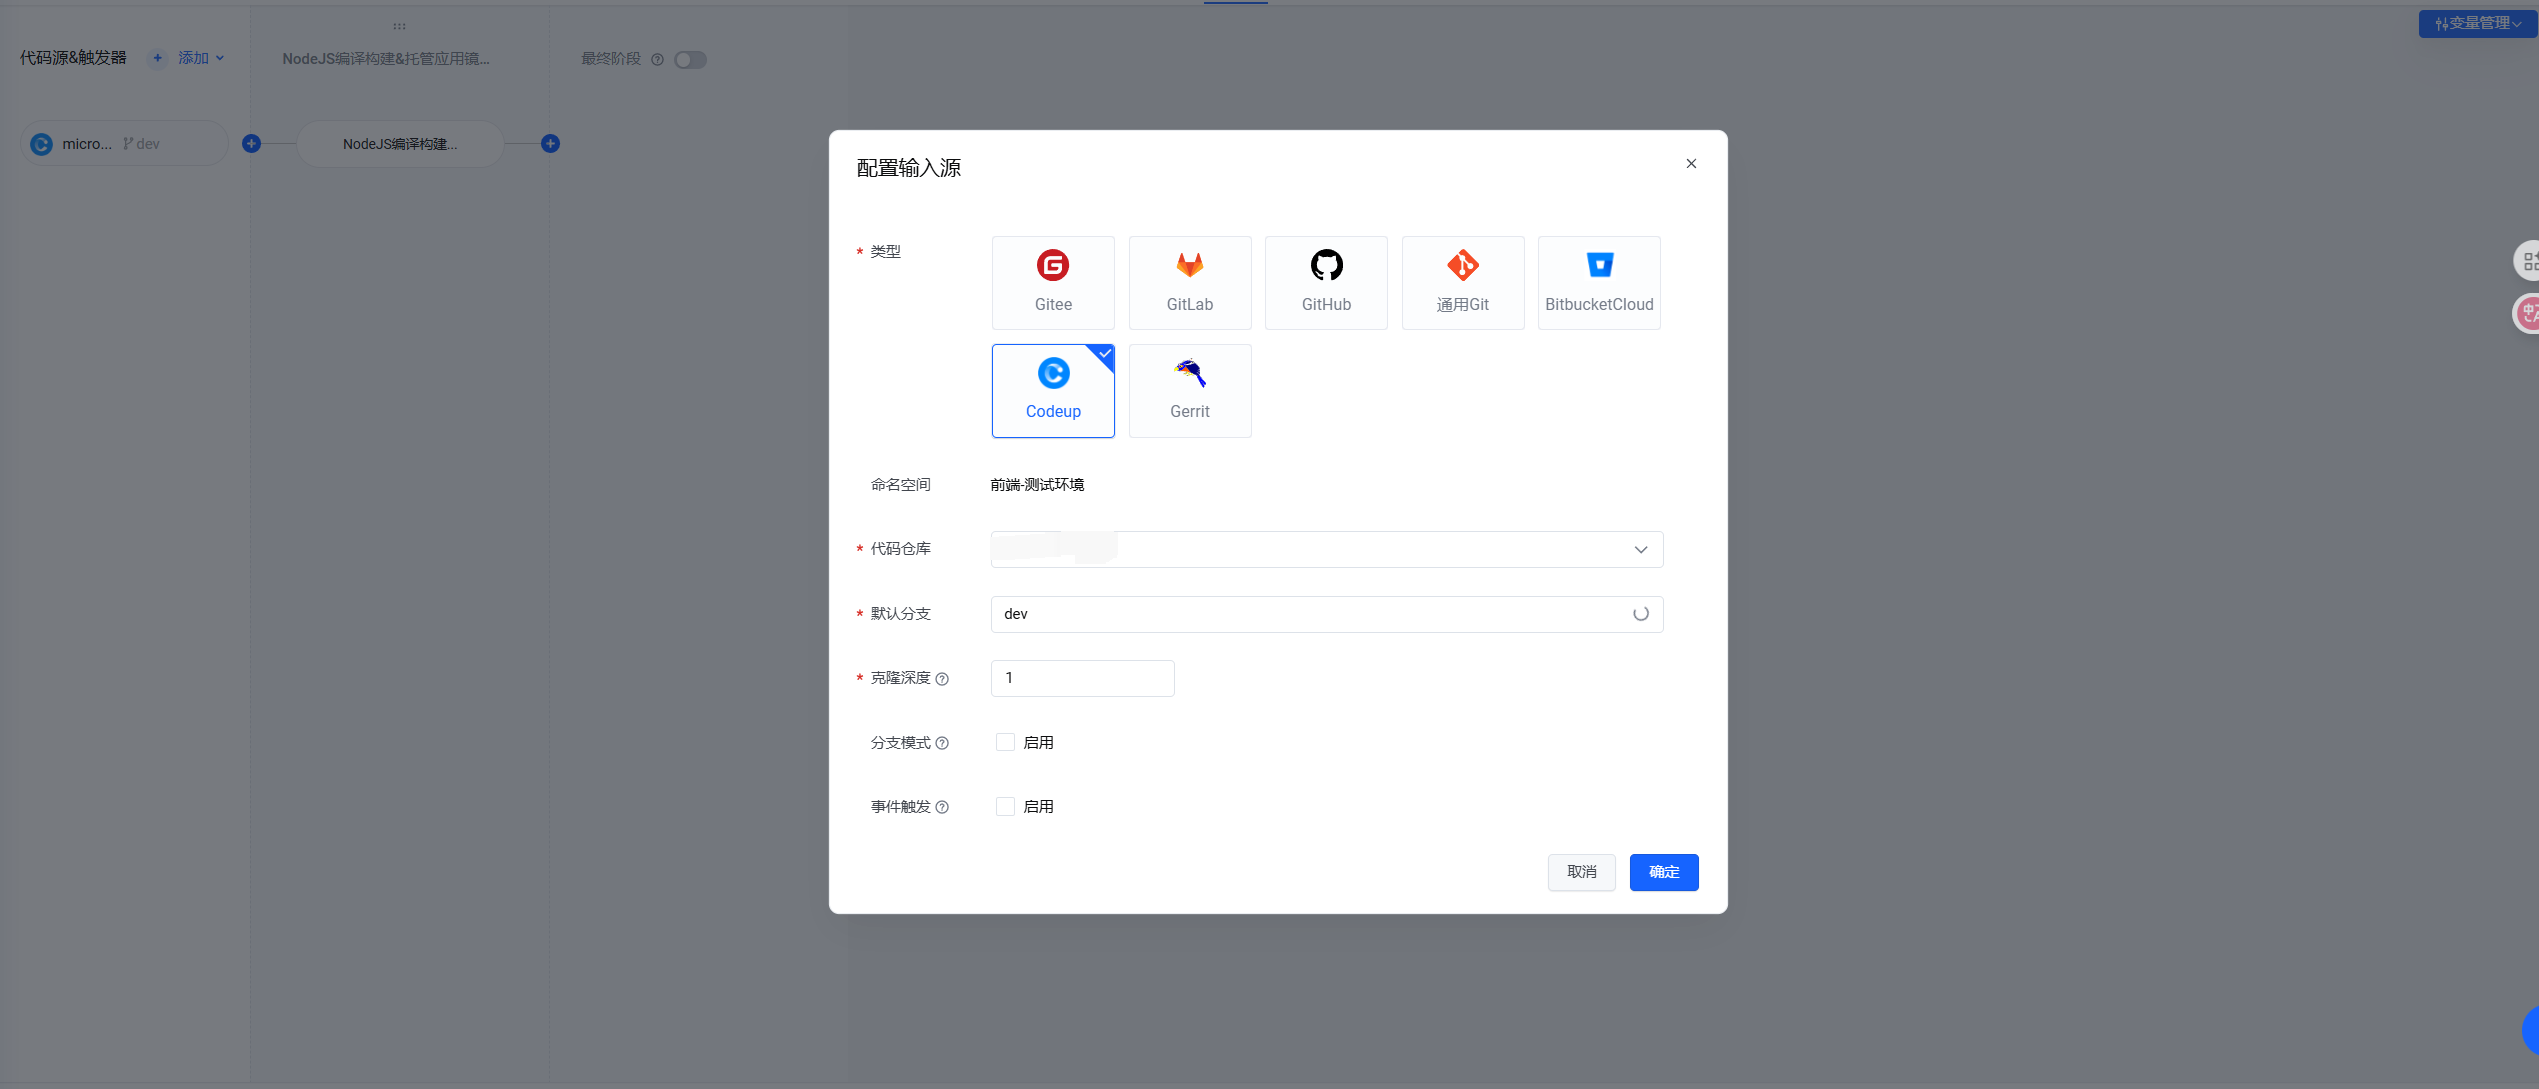 变量管理
代码源&触发器
添加
NodeJS编译构建&托管应用镜...
最终阶段
micro...
dev
NodeJS编译构建...
配置输入源
* 类型
Gitee
GitLab
GitHub
通用Git
BitbucketCloud
Codeup
Gerrit
命名空间
前端-测试环境
* 代码仓库
* 默认分支
dev
* 克隆深度
1
分支模式
启用
事件触发
启用
取消
确定